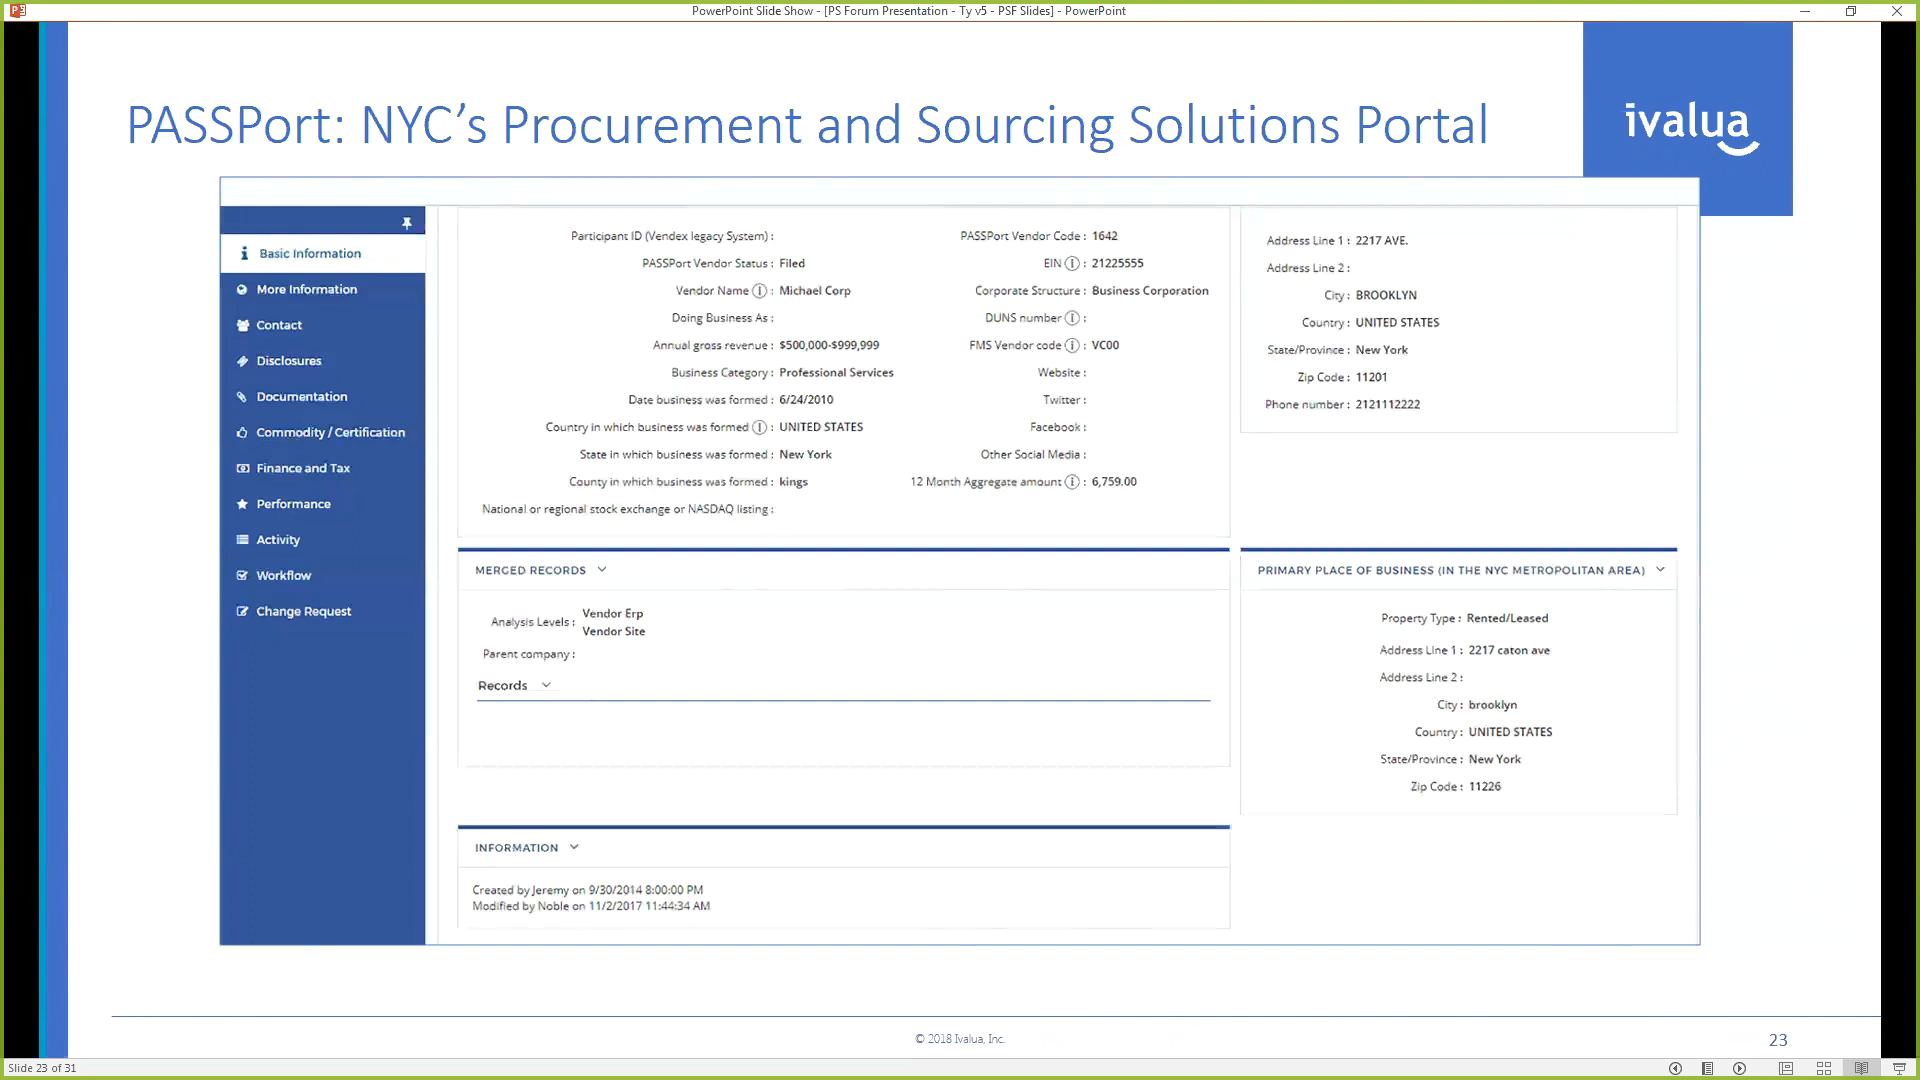 PowerPoint Slide Show - [PS Forum Presentation - Ty v5 - PSF Slides] - PowerPoint
PASSPort: NYC's Procurement and Sourcing Solutions Portal
ivalua
Basic Information
More Information
Contact
Disclosures
Documentation
Commodity / Certification
Finance and Tax
Performance
Activity
Workflow
Change Request
Participant ID (Vendex legacy System) :
PASSPort Vendor Status : Filed
Vendor Name : Michael Corp
Doing Business As :
Annual gross revenue : $500,000-$999,999
Business Category : Professional Services
Date business was formed : 6/24/2010
Country in which business was formed : UNITED STATES
State in which business was formed : New York
County in which business was formed : kings
National or regional stock exchange or NASDAQ listing :
PASSPort Vendor Code : 1642
EIN : 21225555
Corporate Structure : Business Corporation
DUNS number :
FMS Vendor code : VC00
Website :
Twitter :
Facebook :
Other Social Media :
12 Month Aggregate amount : 6,759.00
Address Line 1 : 2217 AVE.
Address Line 2 :
City : BROOKLYN
Country : UNITED STATES
State/Province : New York
Zip Code : 11201
Phone number : 2121112222
MERGED RECORDS
Analysis Levels : Vendor Erp
Vendor Site
Parent company :
Records
PRIMARY PLACE OF BUSINESS (IN THE NYC METROPOLITAN AREA)
Property Type : Rented/Leased
Address Line 1 : 2217 caton ave
Address Line 2 :
City : brooklyn
Country : UNITED STATES
State/Province : New York
Zip Code : 11226
INFORMATION
Created by Jeremy on 9/30/2014 8:00:00 PM
Modified by Noble on 11/2/2017 11:44:34 AM
© 2018 Ivalua, Inc.
23
Slide 23 of 31